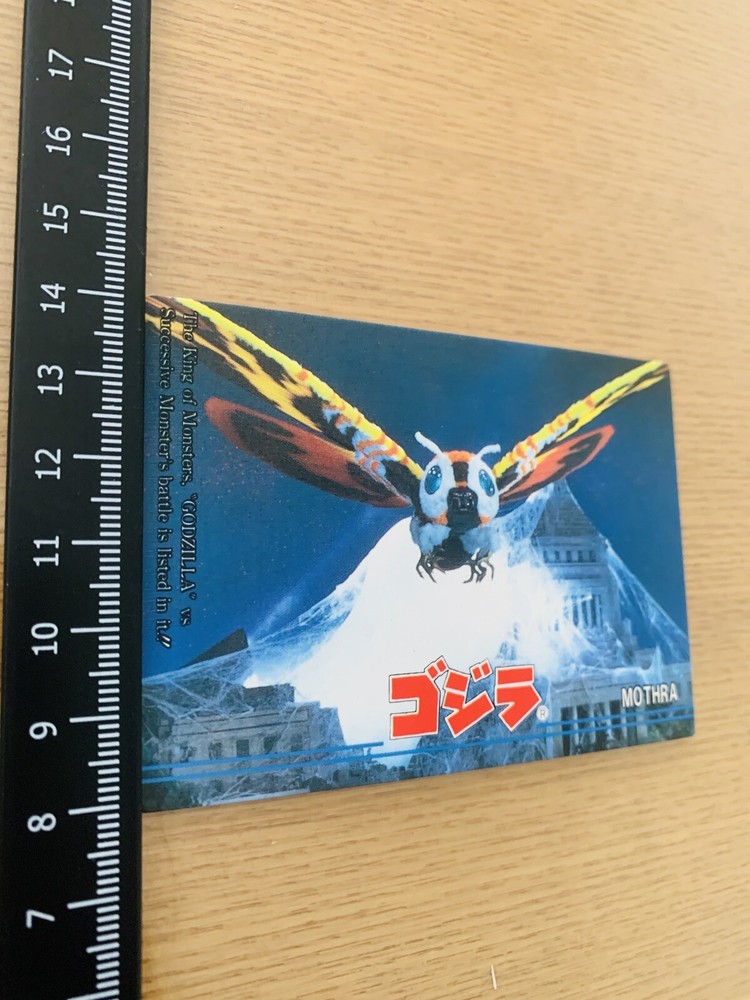 17
16
15
14
13
12
11
10
9
8
7
The King of Monsters, "GODZILLA" vs
Successive Monster's battle is listed in it.!!
ゴジラ®
MOTHRA